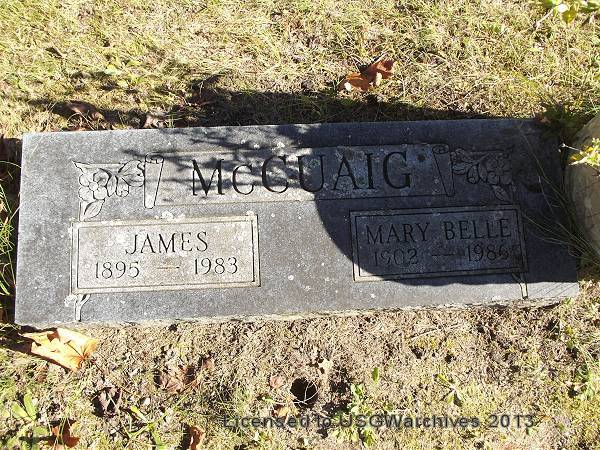 McCUAIG
JAMES
1895 — 1983
MARY BELLE
1902 — 1986
Licensed to USGWarchives 2013